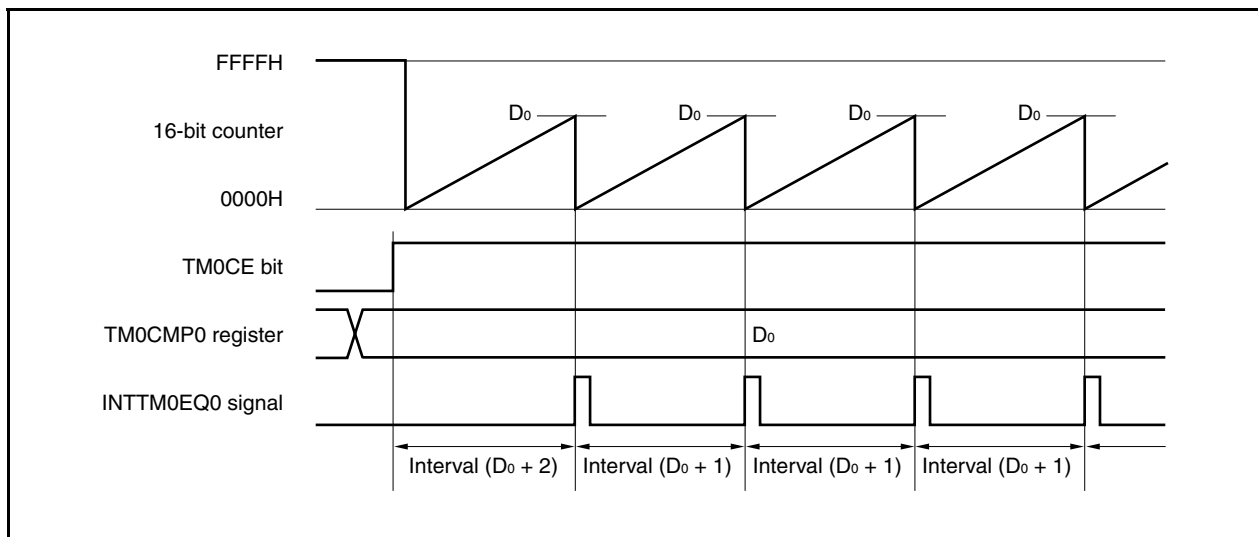 FFFFH
D0 D0 D0 D0
16-bit counter
0000H
TM0CE bit
TM0CMP0 register
D0
INTTM0EQ0 signal
Interval (D0 + 2) Interval (D0 + 1) Interval (D0 + 1) Interval (D0 + 1)